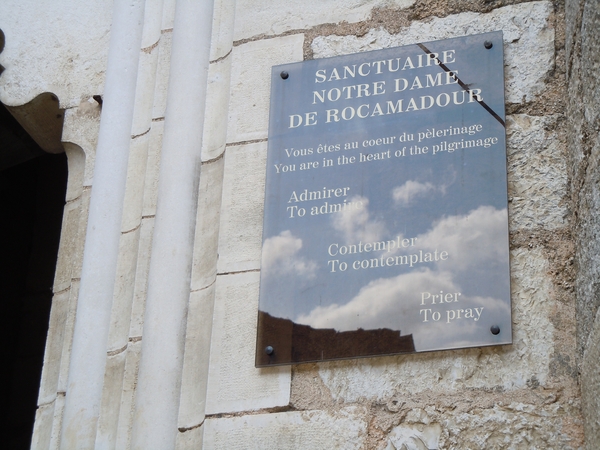 SANCTUAIRE
NOTRE DAME
DE ROCAMADOUR
Vous êtes au coeur du pèlerinage
You are in the heart of the pilgrimage
Admirer
To admire
Contempler
To contemplate
Prier
To pray